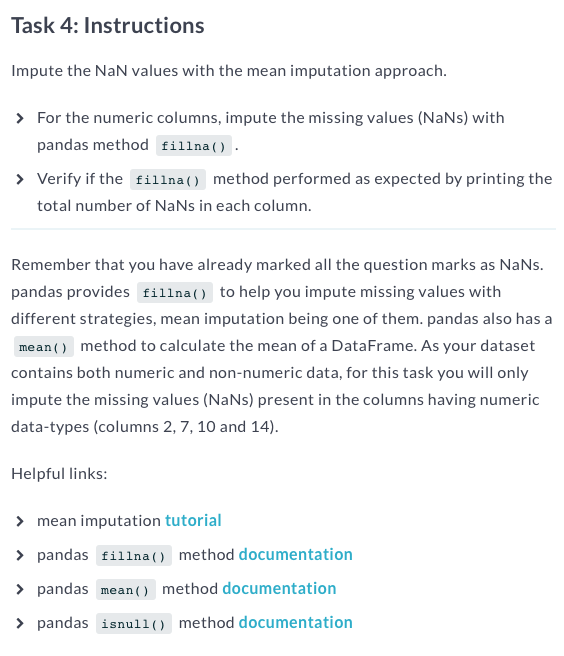 Task 4: Instructions
Impute the NaN values with the mean imputation approach.
For the numeric columns, impute the missing values (NaNs) with
pandas method fillna() .
Verify if the fillna() method performed as expected by printing the
total number of NaNs in each column.
Remember that you have already marked all the question marks as NaNs.
pandas provides fillna() to help you impute missing values with
different strategies, mean imputation being one of them. pandas also has a
mean() method to calculate the mean of a DataFrame. As your dataset
contains both numeric and non-numeric data, for this task you will only
impute the missing values (NaNs) present in the columns having numeric
data-types (columns 2, 7, 10 and 14).
Helpful links:
mean imputation tutorial
pandas fillna() method documentation
pandas mean() method documentation
pandas isnull() method documentation